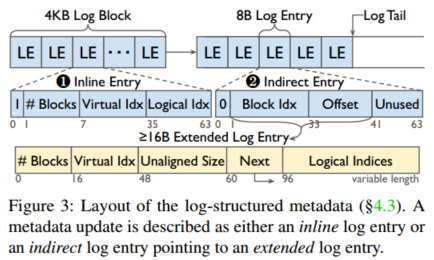 4KB Log Block 8B Log Entry Log Tail
LE LE LE ··· LE LE LE LE LE LE
❶ Inline Entry ❷ Indirect Entry
1 # Blocks Virtual Idx Logical Idx 0 Block Idx Offset Unused
0 1 7 35 63 0 1 33 41 63
≥16B Extended Log Entry
# Blocks Virtual Idx Unaligned Size Next Logical Indices
0 16 48 60 96 variable length
Figure 3: Layout of the log-structured metadata (§4.3). A
metadata update is described as either an inline log entry or
an indirect log entry pointing to an extended log entry.